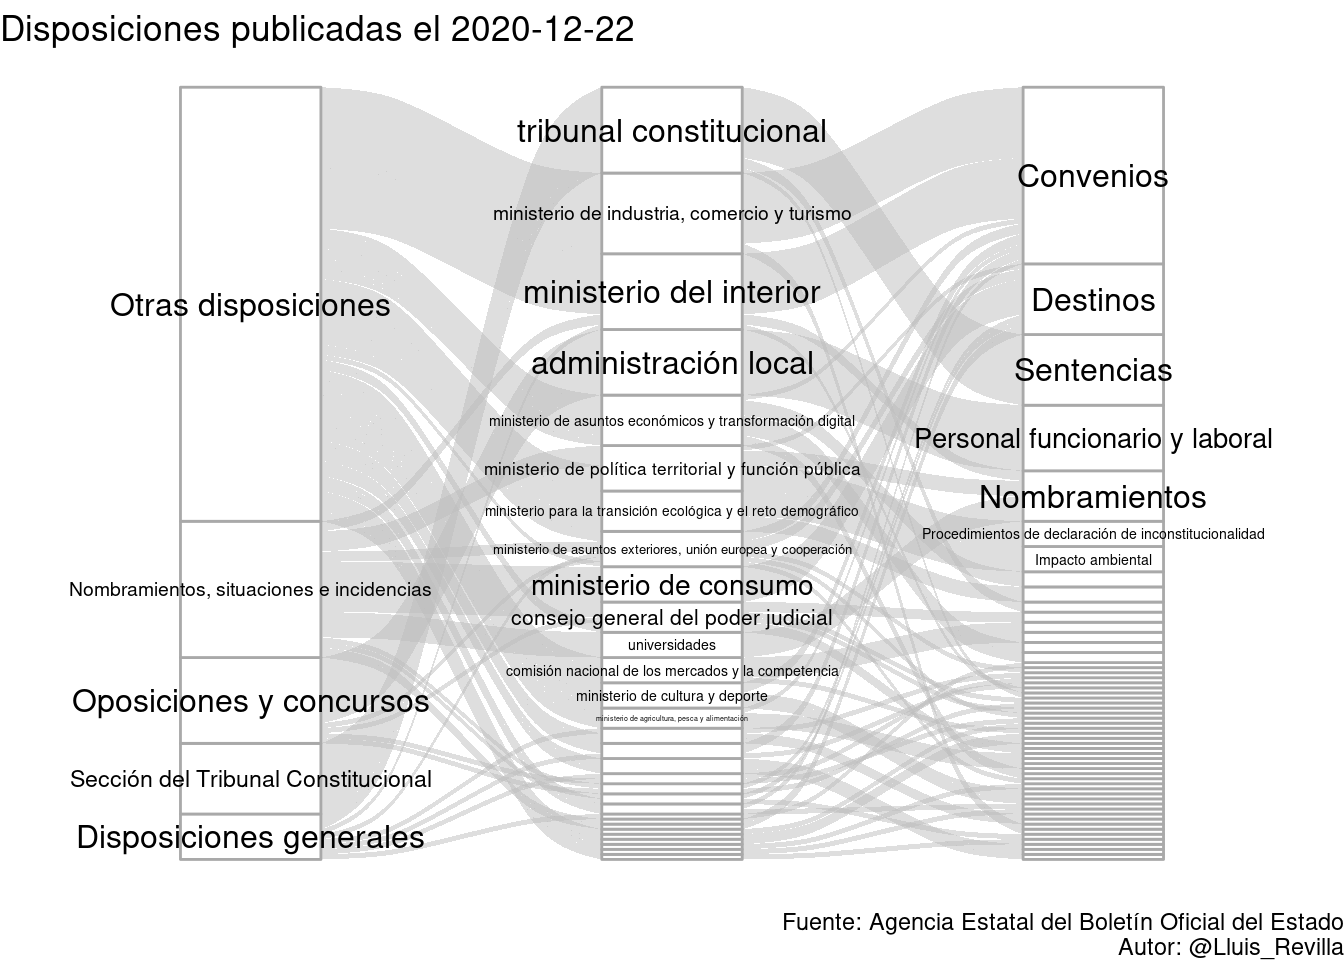 Disposiciones publicadas el 2020-12-22
Otras disposiciones
Nombramientos, situaciones e incidencias
Oposiciones y concursos
Sección del Tribunal Constitucional
Disposiciones generales
tribunal constitucional
ministerio de industria, comercio y turismo
ministerio del interior
administración local
ministerio de asuntos económicos y transformación digital
ministerio de política territorial y función pública
ministerio para la transición ecológica y el reto demográfico
ministerio de asuntos exteriores, unión europea y cooperación
ministerio de consumo
consejo general del poder judicial
universidades
comisión nacional de los mercados y la competencia
ministerio de cultura y deporte
ministerio de agricultura, pesca y alimentación
Convenios
Destinos
Sentencias
Personal funcionario y laboral
Nombramientos
Procedimientos de declaración de inconstitucionalidad
Impacto ambiental
Fuente: Agencia Estatal del Boletín Oficial del Estado
Autor: @Lluis_Revilla